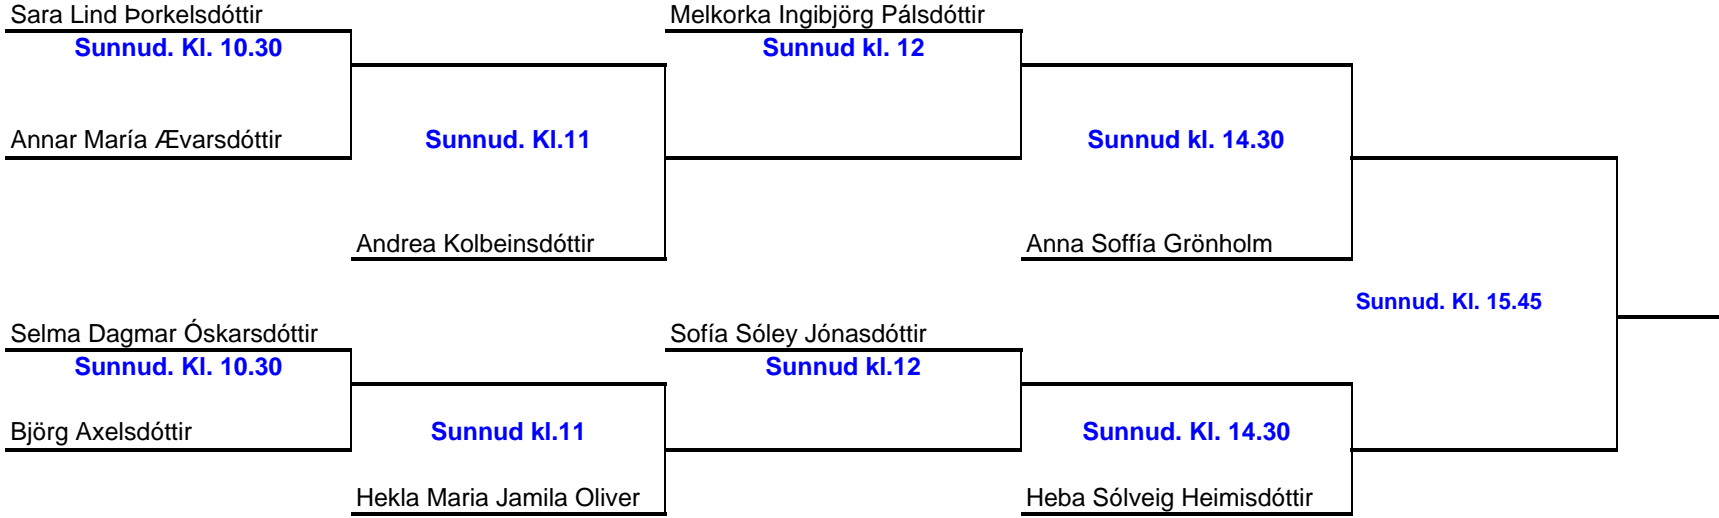 Sara Lind Þorkelsdóttir
Melkorka Ingibjörg Pálsdóttir
Sunnud. Kl. 10.30
Sunnud kl. 12
Annar María Ævarsdóttir
Sunnud. Kl.11
Sunnud kl. 14.30
Andrea Kolbeinsdóttir
Anna Soffía Grönholm
Sunnud. Kl. 15.45
Selma Dagmar Óskarsdóttir
Sofía Sóley Jónasdóttir
Sunnud. Kl. 10.30
Sunnud kl.12
Björg Axelsdóttir
Sunnud kl.11
Sunnud. Kl. 14.30
Hekla Maria Jamila Oliver
Heba Sólveig Heimisdóttir